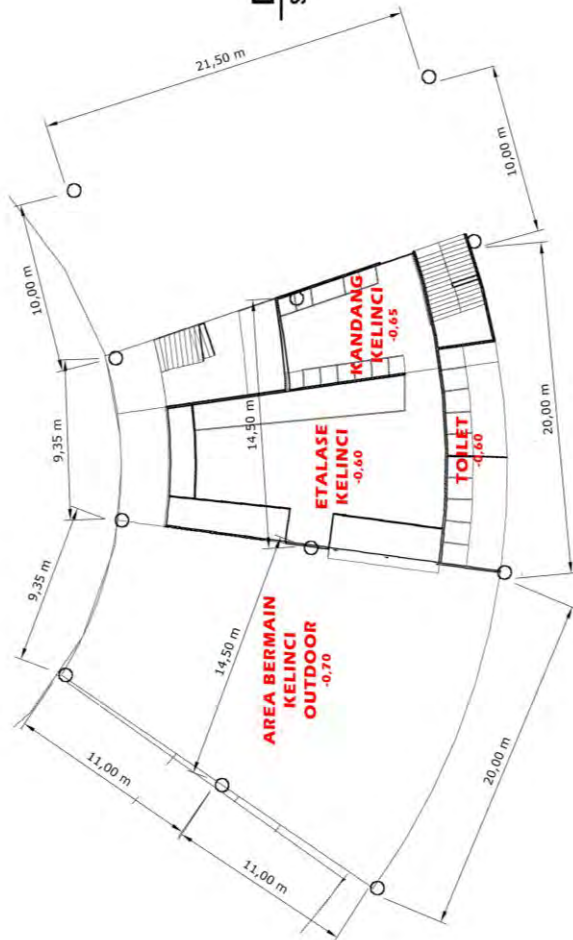 21,50 m
10,00 m
10,00 m
KANDANG
KELINCI
-0,65
9,35 m
14,50 m
ETALASE
KELINCI
-0,60
TOILET
-0,60
20,00 m
9,35 m
14,50 m
AREA BERMAIN
KELINCI
OUTDOOR
-0,70
11,00 m
11,00 m
20,00 m